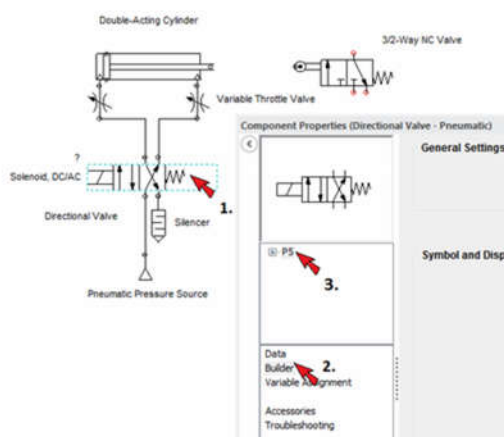 Double-Acting Cylinder
3/2-Way NC Valve
Variable Throttle Valve
Component Properties (Directional Valve - Pneumatic)
General Settings
?
Solenoid, DC/AC
1.
Directional Valve
Silencer
P5
3.
Symbol and Disp
Pneumatic Pressure Source
Data
Builder
2.
Variable Assignment
Accessories
Troubleshooting